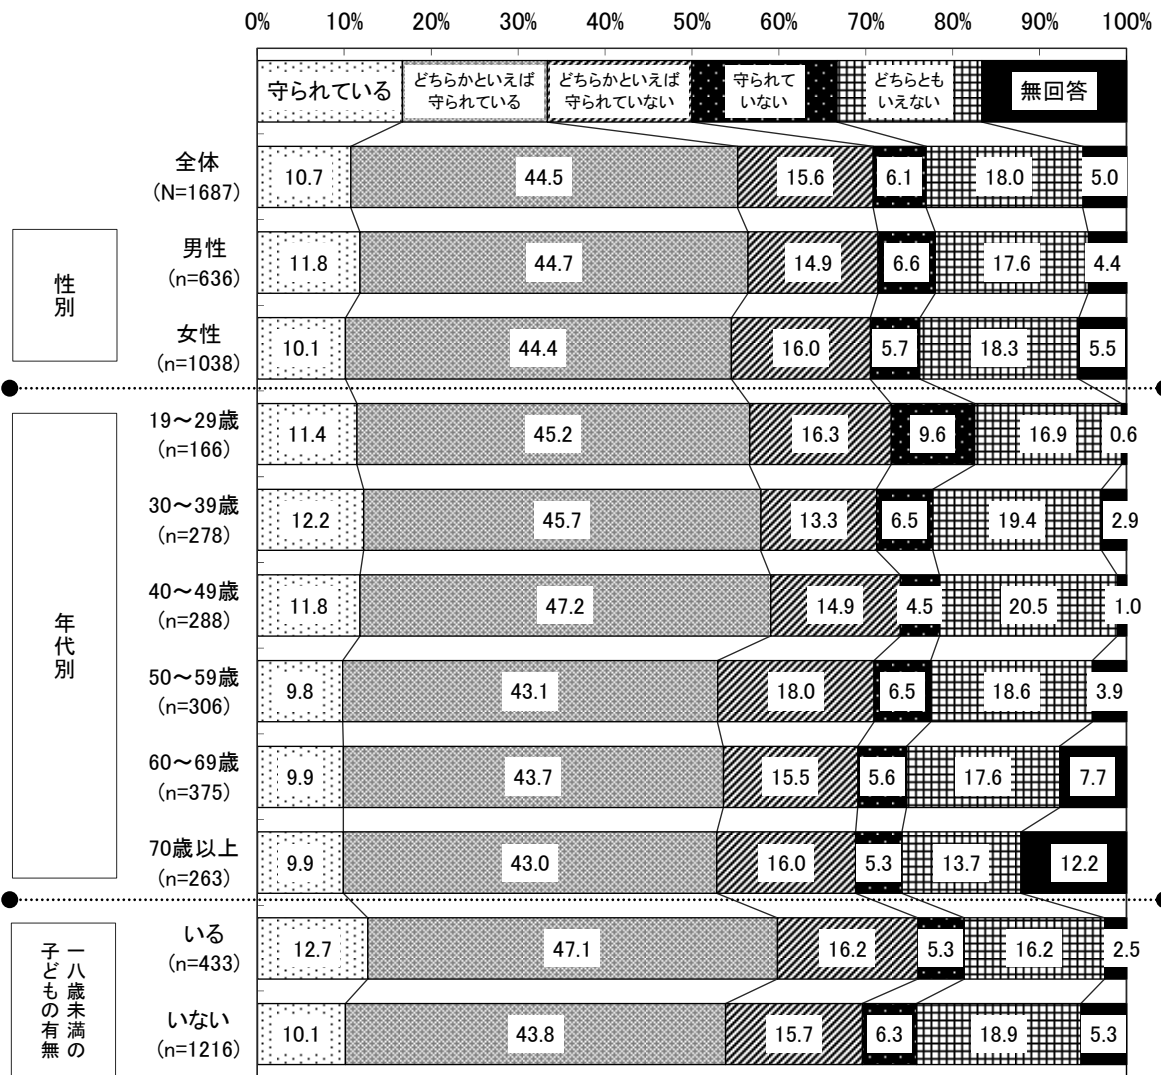 0% 10% 20% 30% 40% 50% 60% 70% 80% 90% 100%
守られている
どちらかといえば
守られている
どちらかといえば
守られていない
守られて
いない
どちらとも
いえない
無回答
全体
(N=1687)
10.7 44.5 15.6 6.1 18.0 5.0
性別
男性
(n=636)
11.8 44.7 14.9 6.6 17.6 4.4
女性
(n=1038)
10.1 44.4 16.0 5.7 18.3 5.5
年代別
19～29歳
(n=166)
11.4 45.2 16.3 9.6 16.9 0.6
30～39歳
(n=278)
12.2 45.7 13.3 6.5 19.4 2.9
40～49歳
(n=288)
11.8 47.2 14.9 4.5 20.5 1.0
50～59歳
(n=306)
9.8 43.1 18.0 6.5 18.6 3.9
60～69歳
(n=375)
9.9 43.7 15.5 5.6 17.6 7.7
70歳以上
(n=263)
9.9 43.0 16.0 5.3 13.7 12.2
一八歳未満の
子どもの有無
いる
(n=433)
12.7 47.1 16.2 5.3 16.2 2.5
いない
(n=1216)
10.1 43.8 15.7 6.3 18.9 5.3